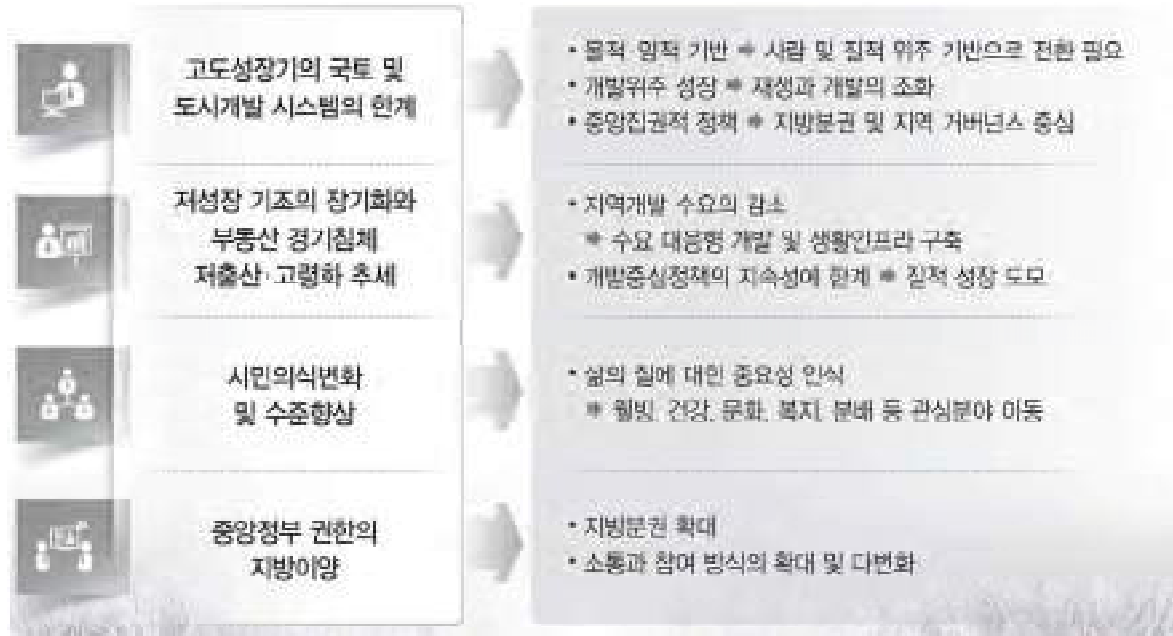 고도성장기의 국토 및
도시개발 시스템의 한계
• 물적·양적 기반 ➡ 사람 및 질적 위주 기반으로 전환 필요
• 개발위주 성장 ➡ 재생과 개발의 조화
• 중앙집권적 정책 ➡ 지방분권 및 지역 거버넌스 중심
저성장 기조의 장기화와
부동산 경기침체
저출산·고령화 추세
• 지역개발 수요의 감소
➡ 수요 대응형 개발 및 생활인프라 구축
• 개발중심정책의 지속성에 한계 ➡ 질적 성장 도모
시민의식변화
및 수준향상
• 삶의 질에 대한 중요성 인식
➡ 웰빙, 건강, 문화, 복지, 분배 등 관심분야 이동
중앙정부 권한의
지방이양
• 지방분권 확대
• 소통과 참여 방식의 확대 및 다변화